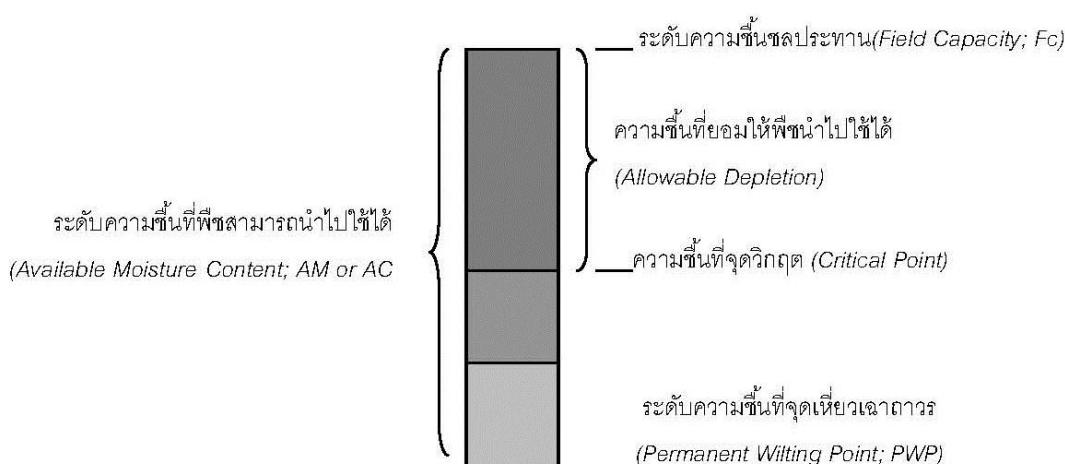 ระดับความชื้นชลประทาน(Field Capacity; Fc)
ความชื้นที่ยอมให้พืชนำไปใช้ได้
(Allowable Depletion)
ระดับความชื้นที่พืชสามารถนำไปใช้ได้
(Available Moisture Content; AM or AC
ความชื้นที่จุดวิกฤต (Critical Point)
ระดับความชื้นที่จุดเหี่ยวเฉาถาวร
(Permanent Wilting Point; PWP)